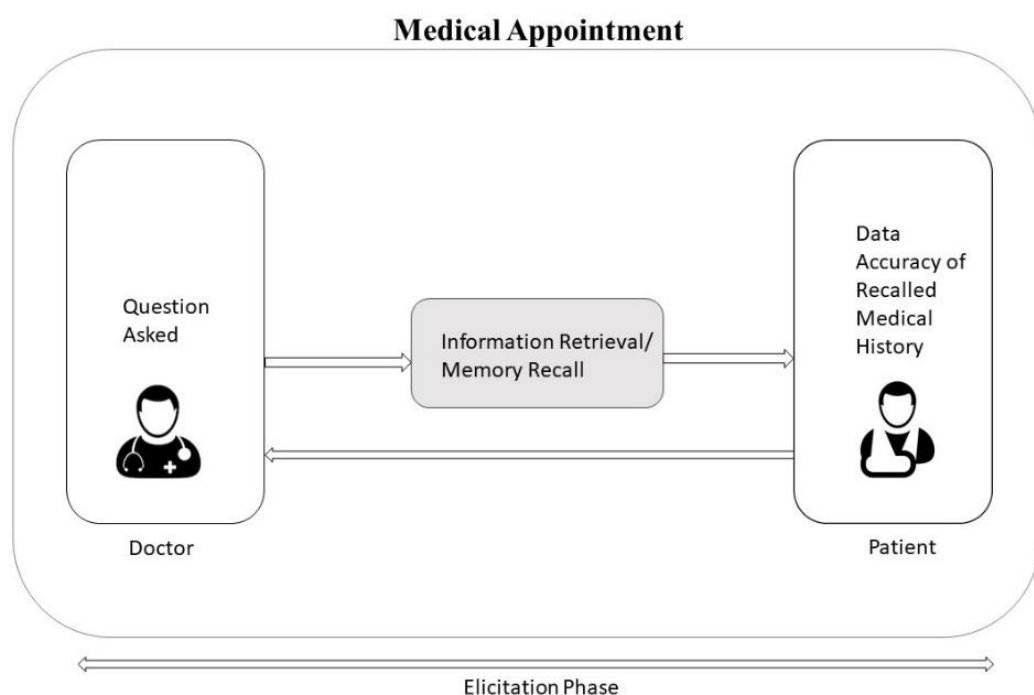 Medical Appointment
Question
Asked
Information Retrieval/
Memory Recall
Data
Accuracy of
Recalled
Medical
History
Doctor
Patient
Elicitation Phase